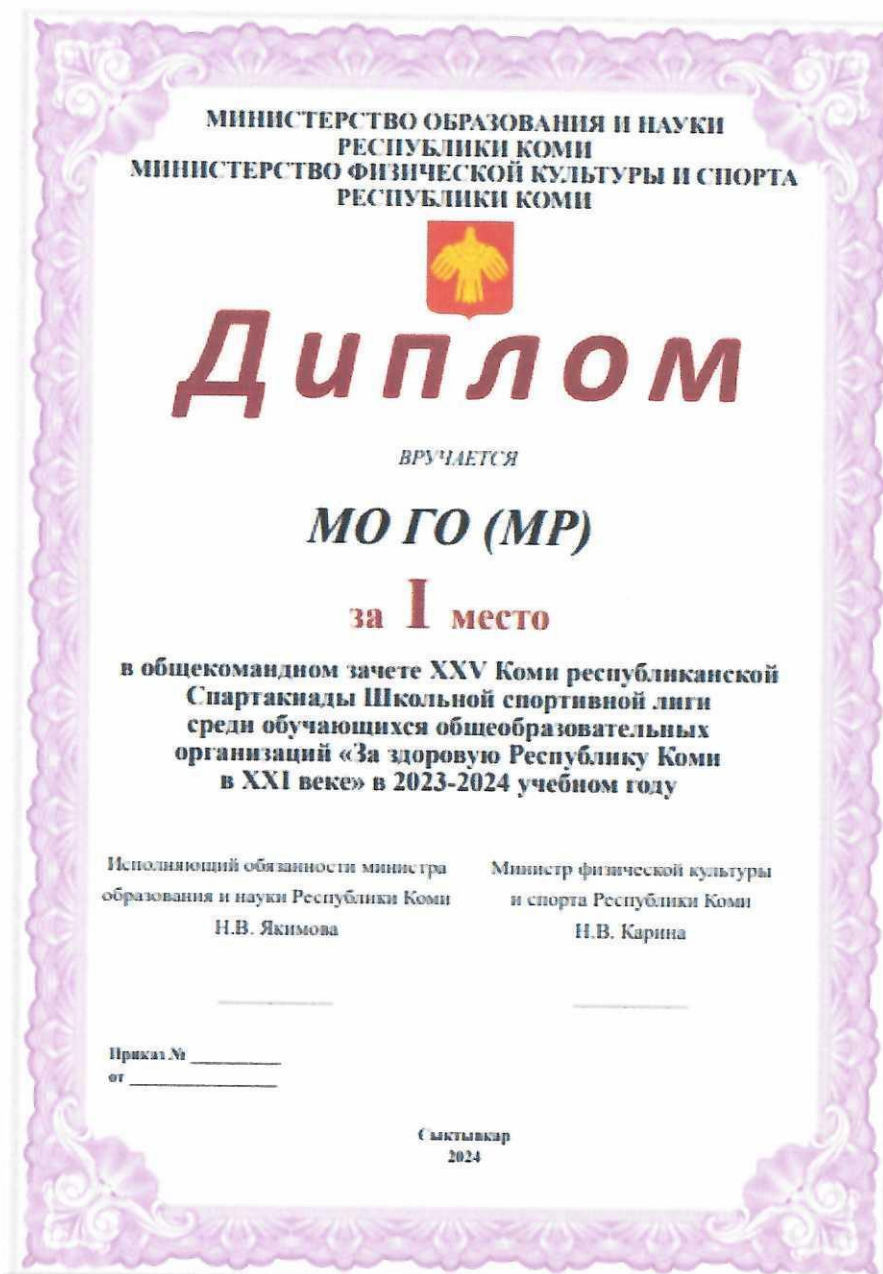 МИНИСТЕРСТВО ОБРАЗОВАНИЯ И НАУКИ
РЕСПУБЛИКИ КОМИ
МИНИСТЕРСТВО ФИЗИЧЕСКОЙ КУЛЬТУРЫ И СПОРТА
РЕСПУБЛИКИ КОМИ
Диплом
ВРУЧАЕТСЯ
МО ГО (МР)
за I место
в общекомандном зачете XXV Коми республиканской
Спартакиады Школьной спортивной лиги
среди обучающихся общеобразовательных
организаций «За здоровую Республику Коми
в XXI веке» в 2023-2024 учебном году
Исполняющий обязанности министра
образования и науки Республики Коми
Н.В. Якимова
Министр физической культуры
и спорта Республики Коми
Н.В. Карина
Приказ № __________
от __________
Сыктывкар
2024